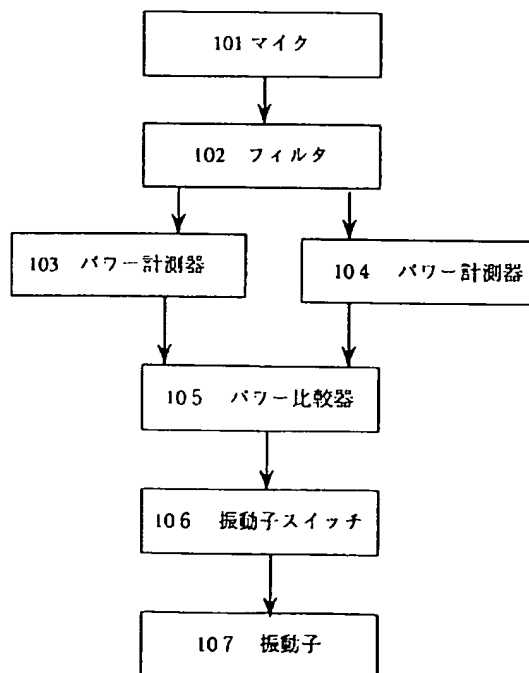 101 マイク
102 フィルタ
103 パワー計測器
104 パワー計測器
105 パワー比較器
106 振動子スイッチ
107 振動子